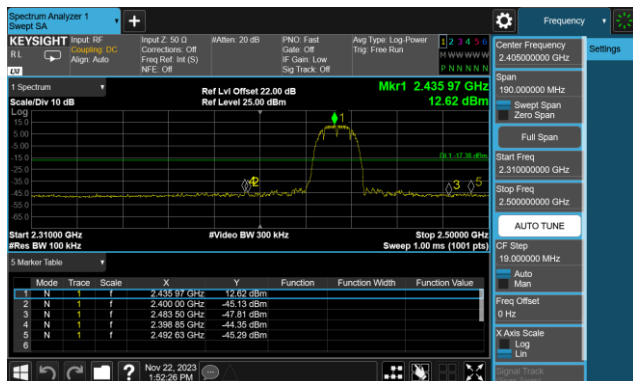 Spectrum Analyzer 1
Swept SA
Frequency
KEYSIGHT
Input: RF
Input Z: 50 Ω
#Atten: 20 dB
PNO: Fast
Avg Type: Log-Power
1 2 3 4 5 6
RL
Coupling: DC
Corrections: Off
Gate: Off
Trig: Free Run
M W W W W W
Align: Auto
Freq Ref: Int (S)
IF Gain: Low
NFE: Off
Sig Track: Off
P N N N N N
LXI
1 Spectrum
Ref Lvl Offset 22.00 dB
Mkr1 2.435 97 GHz
Scale/Div 10 dB
Ref Level 25.00 dBm
12.62 dBm
Log
15.0
5.00
-5.00
-15.0
-25.0
-35.0
-45.0
-55.0
-65.0
1
DL1 -17.38 dBm
2
3
5
Start 2.31000 GHz
#Video BW 300 kHz
Stop 2.50000 GHz
#Res BW 100 kHz
Sweep 1.00 ms (1001 pts)
5 Marker Table
Mode Trace Scale X Y Function Function Width Function Value
1 N 1 f 2.435 97 GHz 12.62 dBm
2 N 1 f 2.400 00 GHz -45.13 dBm
3 N 1 f 2.483 50 GHz -47.81 dBm
4 N 1 f 2.398 85 GHz -44.35 dBm
5 N 1 f 2.492 63 GHz -45.29 dBm
6
Nov 22, 2023
1:52:26 PM
Center Frequency
2.405000000 GHz
Settings
Span
190.000000 MHz
Swept Span
Zero Span
Full Span
Start Freq
2.310000000 GHz
Stop Freq
2.500000000 GHz
AUTO TUNE
CF Step
19.000000 MHz
Auto
Man
Freq Offset
0 Hz
X Axis Scale
Log
Lin
Signal Track